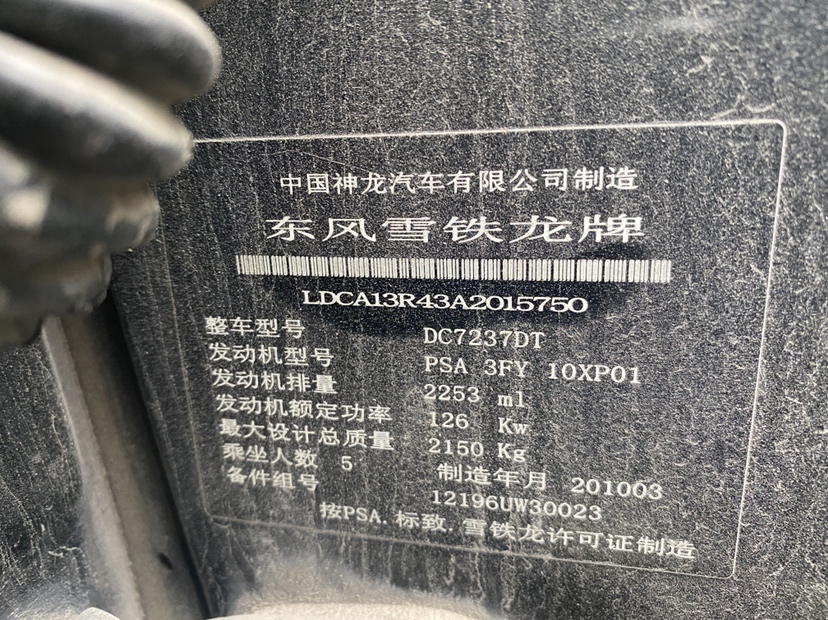 中国神龙汽车有限公司制造
东风雪铁龙牌
LDCA13R43A2015750
整车型号 DC7237DT
发动机型号 PSA 3FY 10XP01
发动机排量 2253 ml
发动机额定功率 126 Kw
最大设计总质量 2150 Kg
乘坐人数 5 制造年月 201003
备件组号 12196UW30023
按PSA.标致.雪铁龙许可证制造